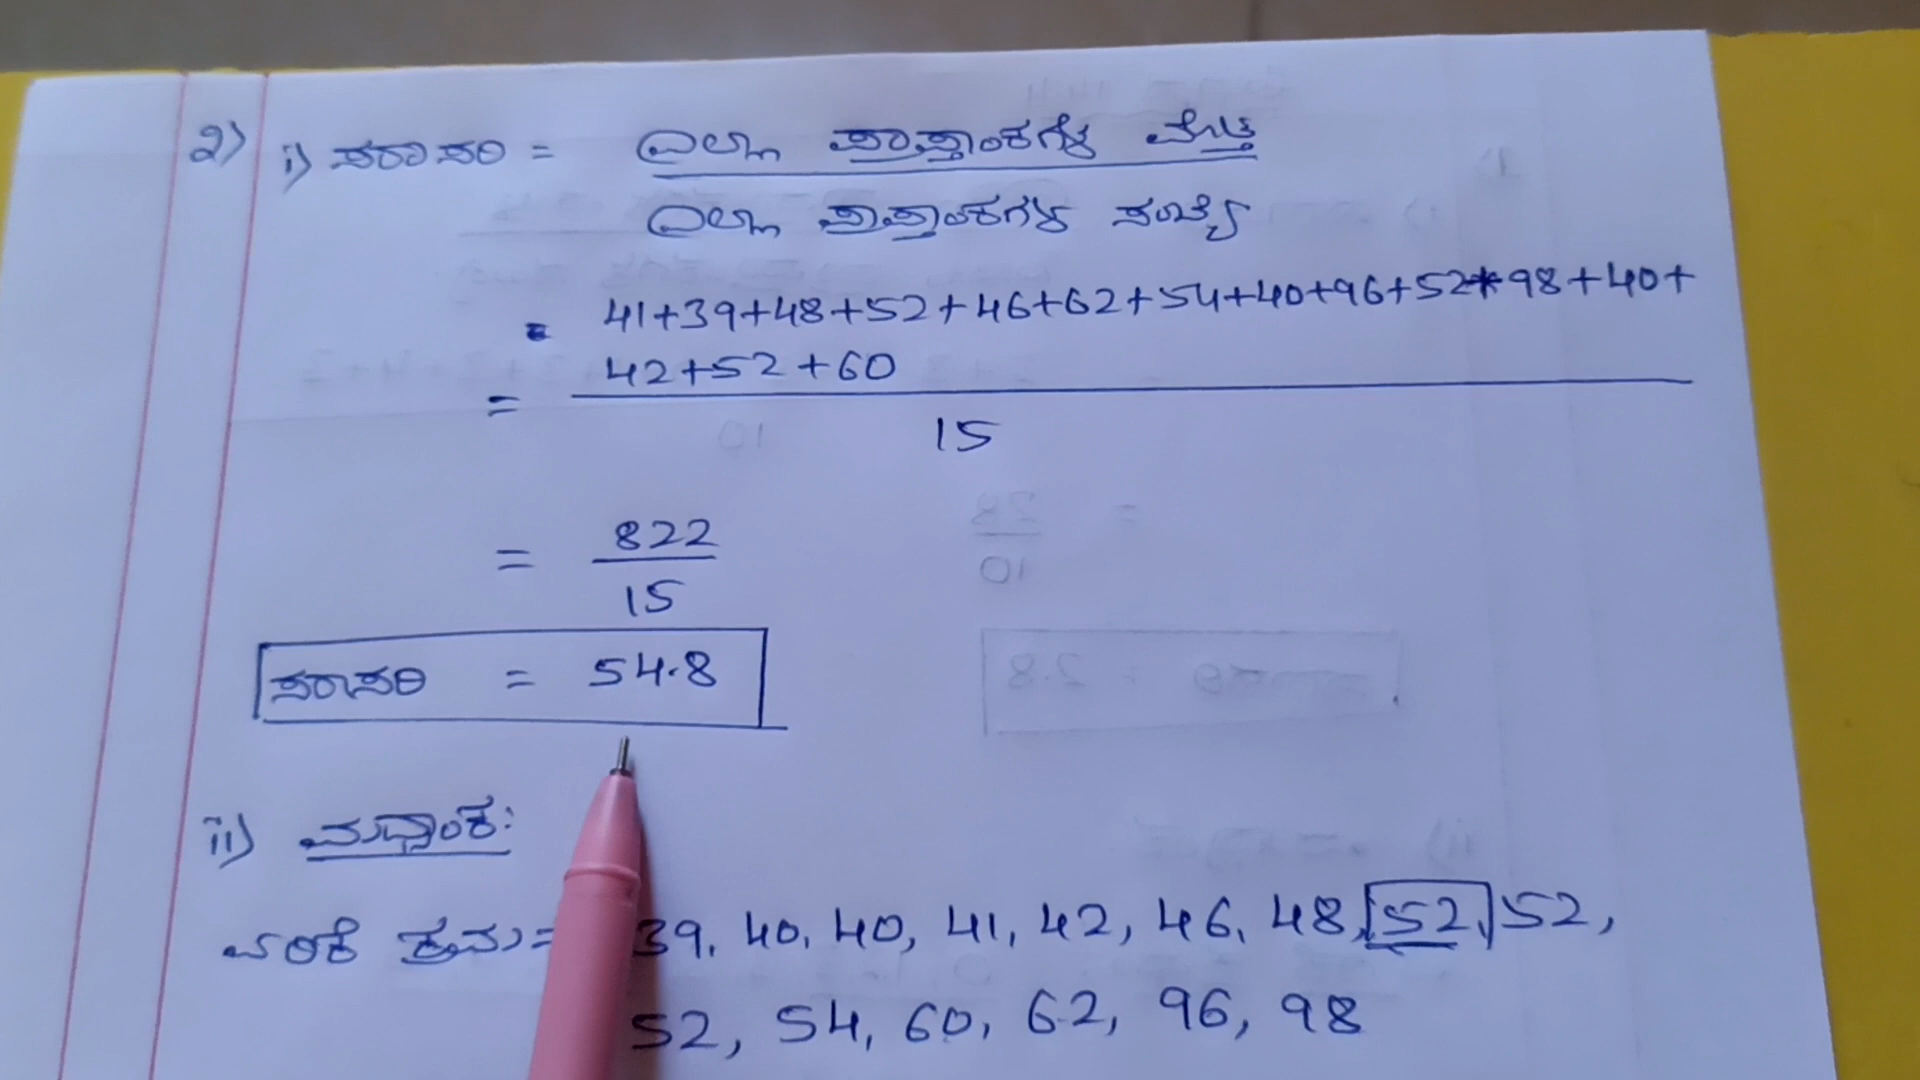 ೨) i) ಸರಾಸರಿ = ಎಲ್ಲಾ ಪ್ರಾಪ್ತಾಂಕಗಳ ಮೊತ್ತ
ಎಲ್ಲಾ ಪ್ರಾಪ್ತಾಂಕಗಳ ಸಂಖ್ಯೆ
= 41+39+48+52+46+62+54+40+96+52+98+40+
42+52+60
=
15
= 822
15
ಸರಾಸರಿ = 54.8
ii) ಮಧ್ಯಾಂಕ:
ಏರಿಕೆ ಕ್ರಮ = 39, 40, 40, 41, 42, 46, 48, 52, 52,
52, 54, 60, 62, 96, 98